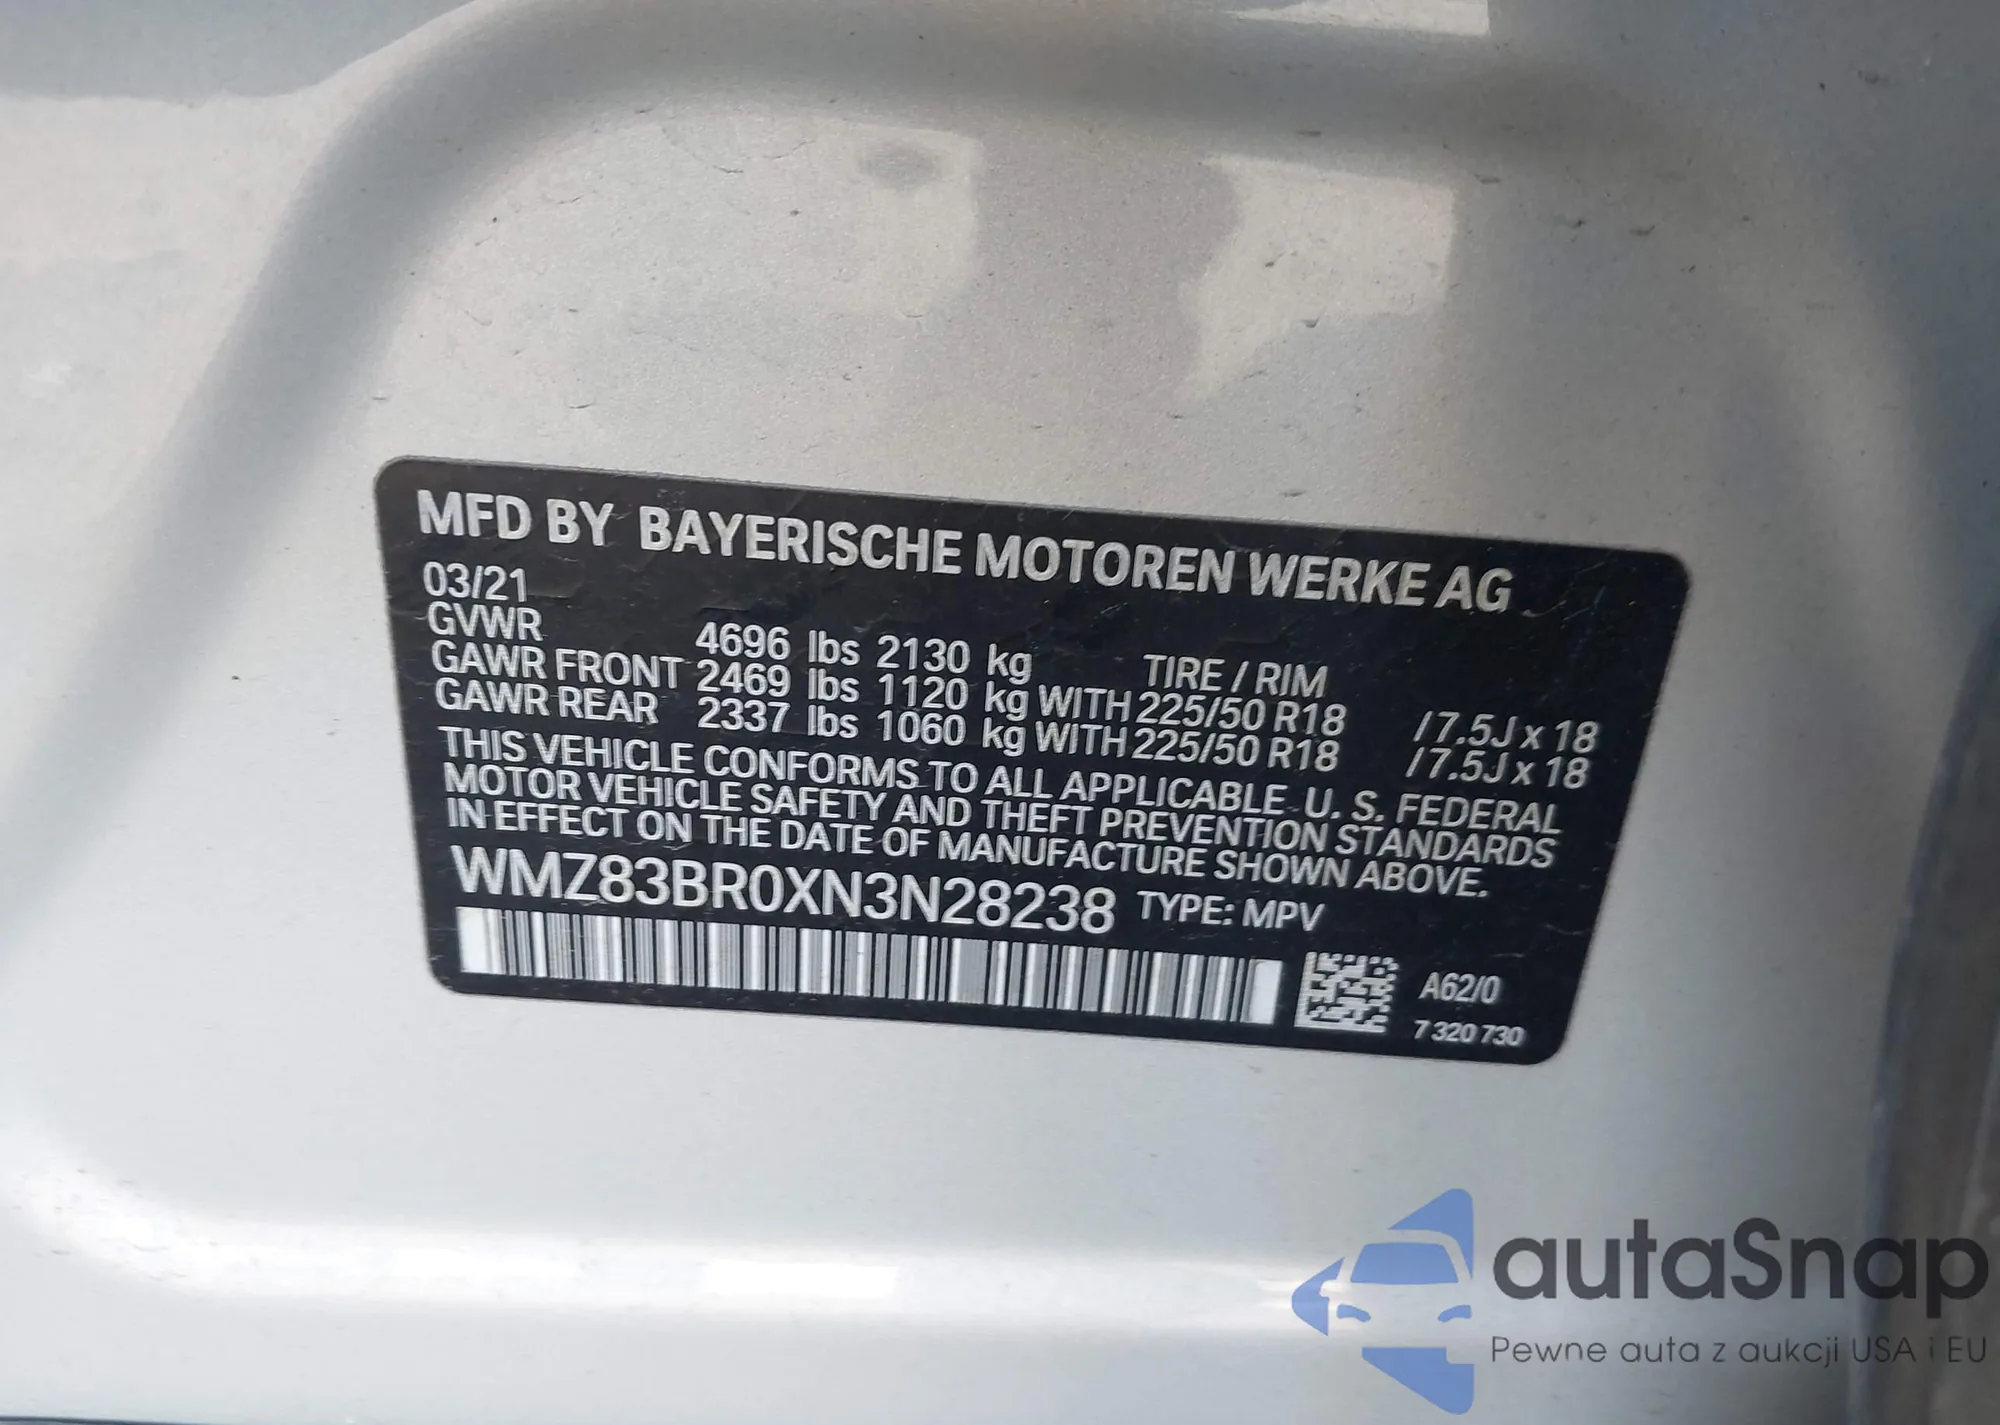 MFD BY BAYERISCHE MOTOREN WERKE AG
03/21
GVWR 4696 lbs 2130 kg TIRE / RIM
GAWR FRONT 2469 lbs 1120 kg WITH 225/50 R18 /7.5J x 18
GAWR REAR 2337 lbs 1060 kg WITH 225/50 R18 /7.5J x 18
THIS VEHICLE CONFORMS TO ALL APPLICABLE U. S. FEDERAL
MOTOR VEHICLE SAFETY AND THEFT PREVENTION STANDARDS
IN EFFECT ON THE DATE OF MANUFACTURE SHOWN ABOVE.
WMZ83BR0XN3N28238 TYPE: MPV
A62/0
7 320 730
autaSnap
Pewne auta z aukcji USA i EU